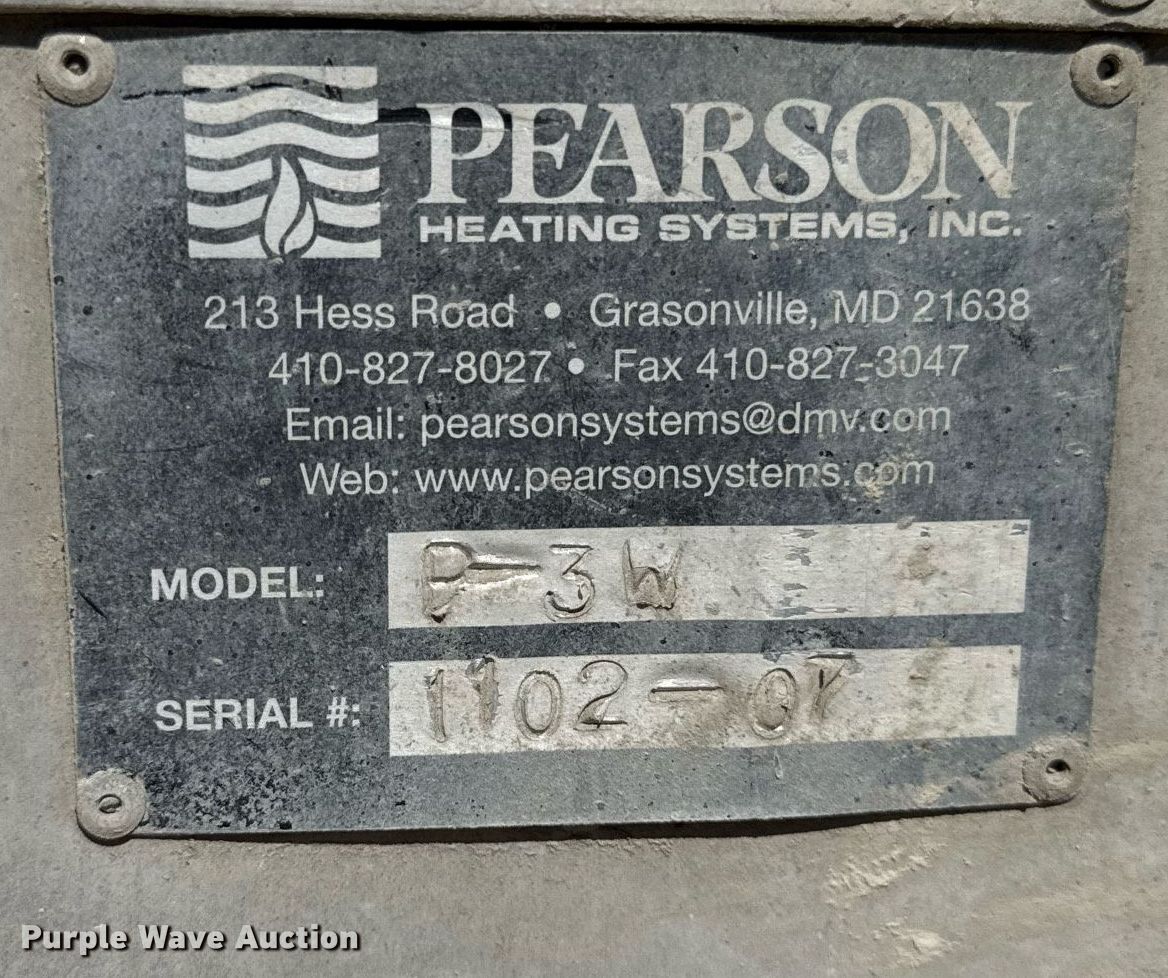 PEARSON
HEATING SYSTEMS, INC.
213 Hess Road • Grasonville, MD 21638
410-827-8027 • Fax 410-827-3047
Email: pearsonsystems@dmv.com
Web: www.pearsonsystems.com
MODEL: P-3W
SERIAL #: 1102-07
Purple Wave Auction